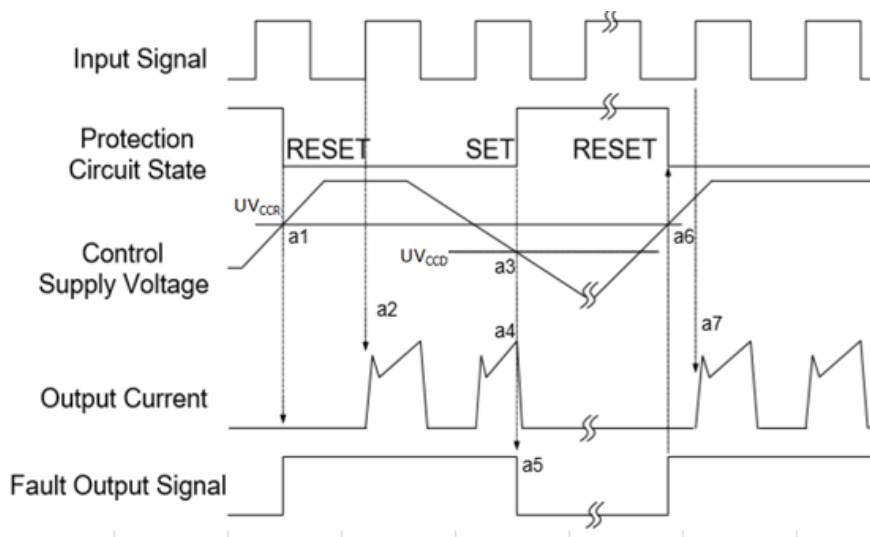 Input Signal
Protection
Circuit State
RESET
SET
RESET
UVCCR
a1
a6
Control
Supply Voltage
UVCCD
a3
a2
a4
a7
Output Current
a5
Fault Output Signal